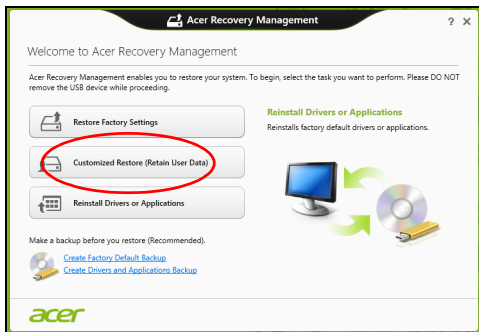 Acer Recovery Management
? X
Welcome to Acer Recovery Management
Acer Recovery Management enables you to restore your system. To begin, select the task you want to perform. Please DO NOT
remove the USB device while proceeding.
Restore Factory Settings
Customized Restore (Retain User Data)
Reinstall Drivers or Applications
Reinstall Drivers or Applications
Reinstalls factory default drivers or applications.
Make a backup before you restore (Recommended).
Create Factory Default Backup
Create Drivers and Applications Backup
acer